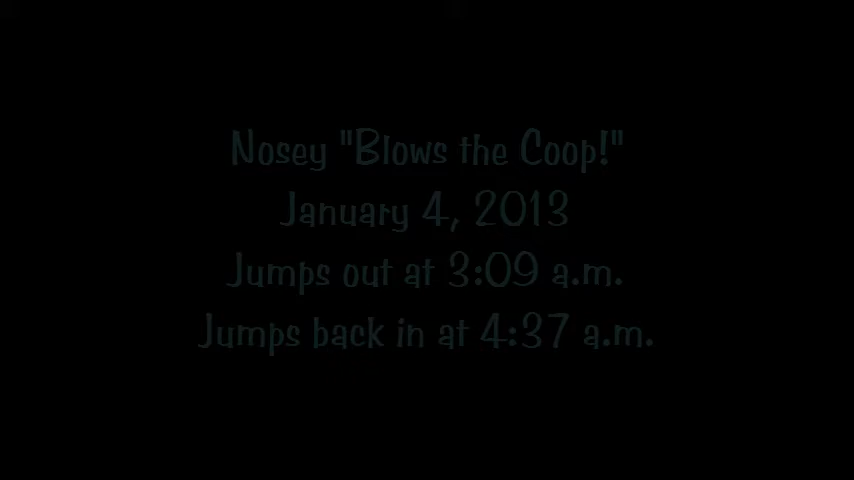 Nosey "Blows the Coop!"
January 4, 2013
Jumps out at 3:09 a.m.
Jumps back in at 4:37 a.m.